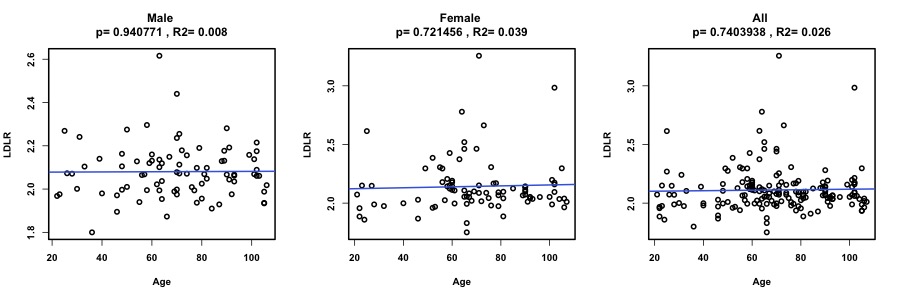 Male
p= 0.940771 , R2= 0.008
LDLR
2.6
2.4
2.2
2.0
1.8
20 40 60 80 100
Age
Female
p= 0.721456 , R2= 0.039
LDLR
3.0
2.5
2.0
20 40 60 80 100
Age
All
p= 0.7403938 , R2= 0.026
LDLR
3.0
2.5
2.0
20 40 60 80 100
Age